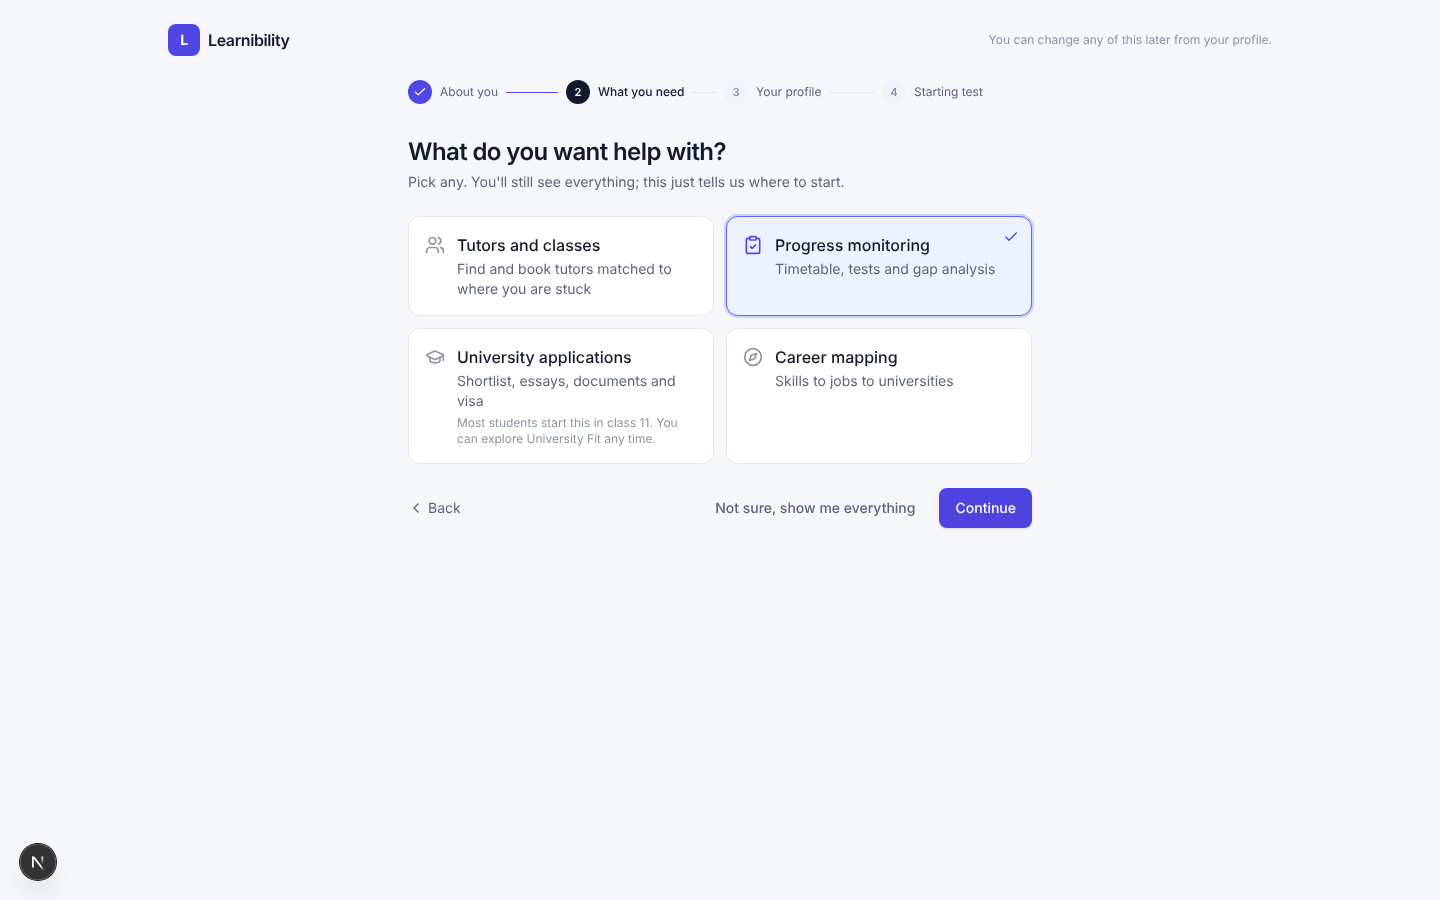 L Learnibility
You can change any of this later from your profile.
About you
2 What you need
3 Your profile
4 Starting test
What do you want help with?
Pick any. You'll still see everything; this just tells us where to start.
Tutors and classes
Find and book tutors matched to
where you are stuck
Progress monitoring
Timetable, tests and gap analysis
University applications
Shortlist, essays, documents and
visa
Most students start this in class 11. You
can explore University Fit any time.
Career mapping
Skills to jobs to universities
Back
Not sure, show me everything
Continue
N